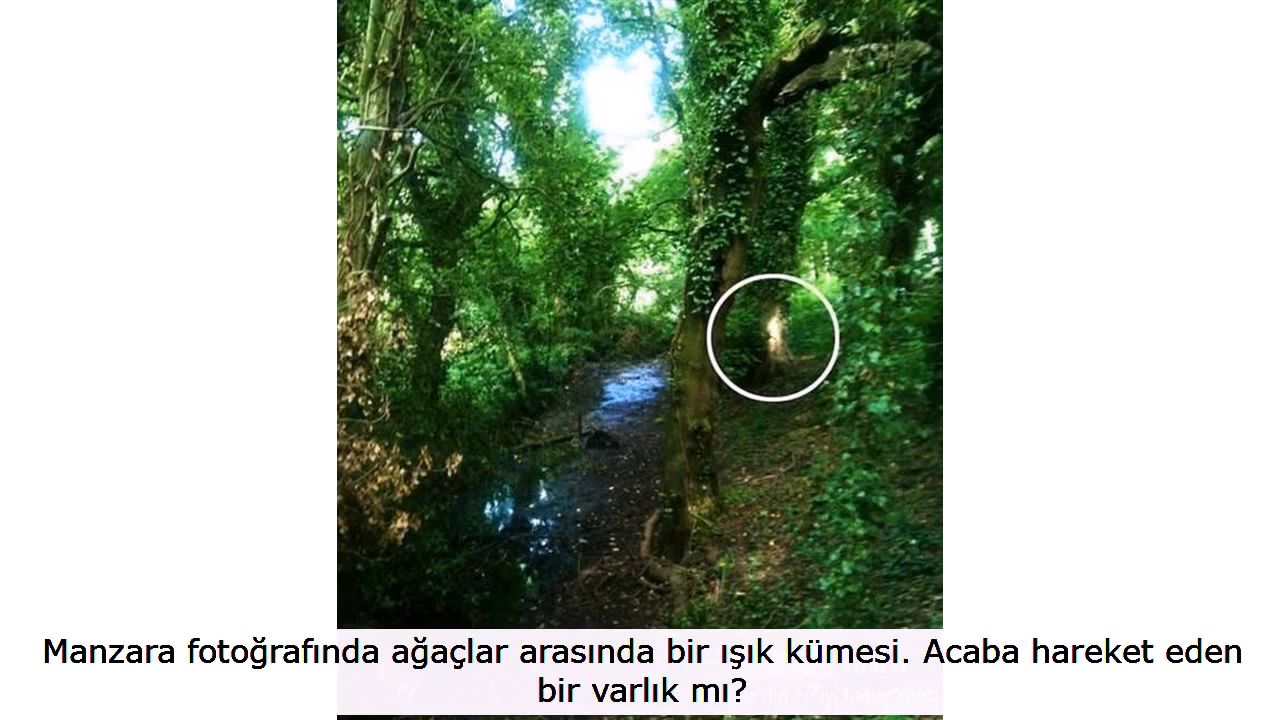 Manzara fotoğrafında ağaçlar arasında bir ışık kümesi. Acaba hareket eden
bir varlık mı?